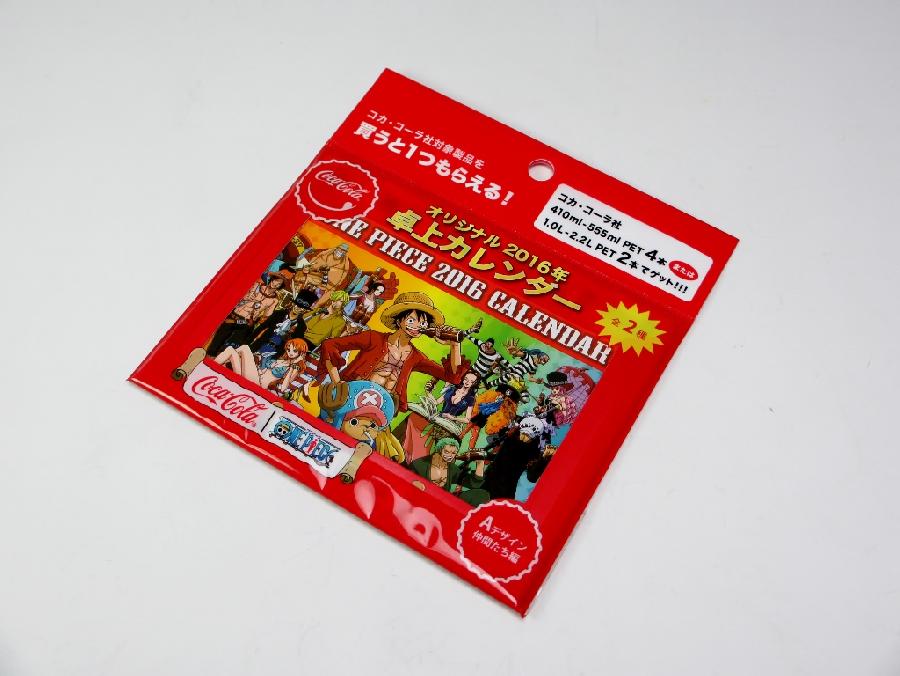 コカ・コーラ社対象製品を
買うと1つもらえる!
Coca-Cola
コカ・コーラ社
410ml-565ml PET 4本 または
1.0L-2.2L PET 2本でゲット!!!
オリジナル 2016年
卓上カレンダー
ONE PIECE 2016 CALENDAR
全2種
Coca-Cola
ONE PIECE
Aデザイン
仲間たち編